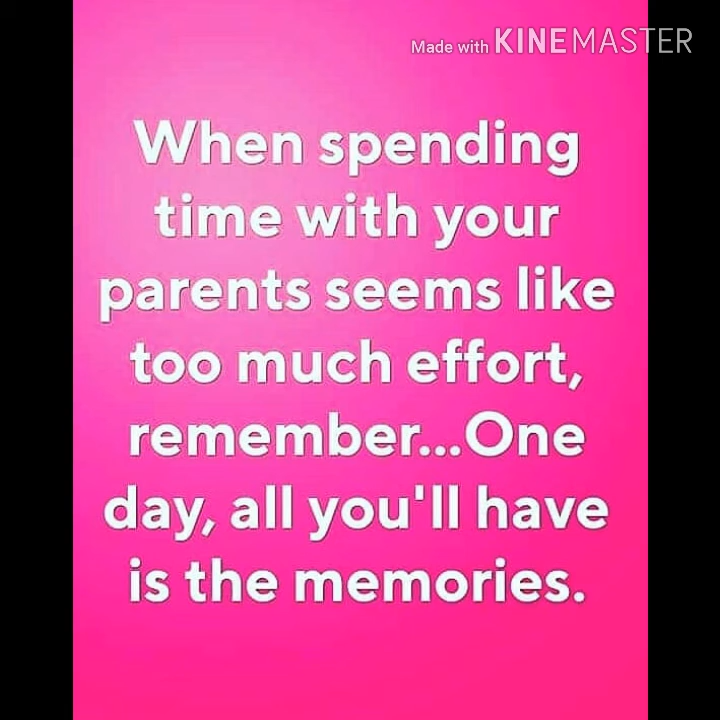 Made with KINEMASTER
When spending
time with your
parents seems like
too much effort,
remember...One
day, all you'll have
is the memories.